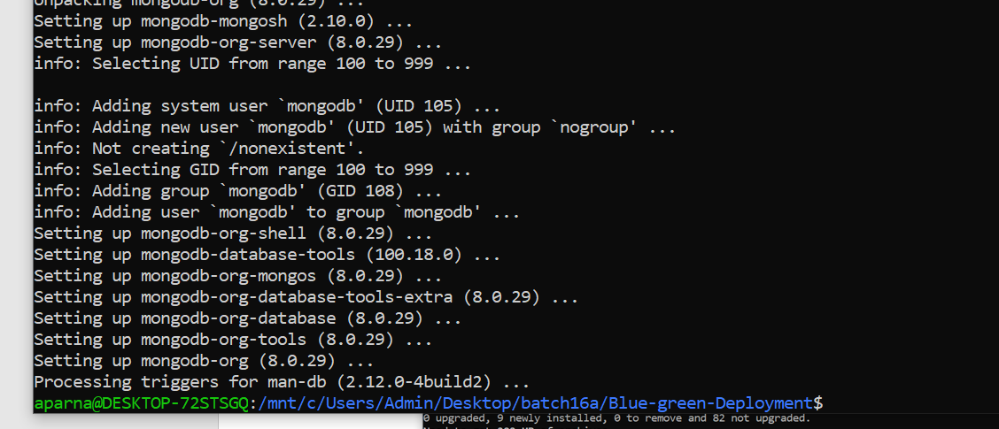 Unpacking mongodb-org (8.0.29) ...
Setting up mongodb-mongosh (2.10.0) ...
Setting up mongodb-org-server (8.0.29) ...
info: Selecting UID from range 100 to 999 ...
info: Adding system user `mongodb' (UID 105) ...
info: Adding new user `mongodb' (UID 105) with group `nogroup' ...
info: Not creating `/nonexistent'.
info: Selecting GID from range 100 to 999 ...
info: Adding group `mongodb' (GID 108) ...
info: Adding user `mongodb' to group `mongodb' ...
Setting up mongodb-org-shell (8.0.29) ...
Setting up mongodb-database-tools (100.18.0) ...
Setting up mongodb-org-mongos (8.0.29) ...
Setting up mongodb-org-database-tools-extra (8.0.29) ...
Setting up mongodb-org-database (8.0.29) ...
Setting up mongodb-org-tools (8.0.29) ...
Setting up mongodb-org (8.0.29) ...
Processing triggers for man-db (2.12.0-4build2) ...
aparna@DESKTOP-72STSGQ:/mnt/c/Users/Admin/Desktop/batch16a/Blue-green-Deployment$
0 upgraded, 9 newly installed, 0 to remove and 82 not upgraded.